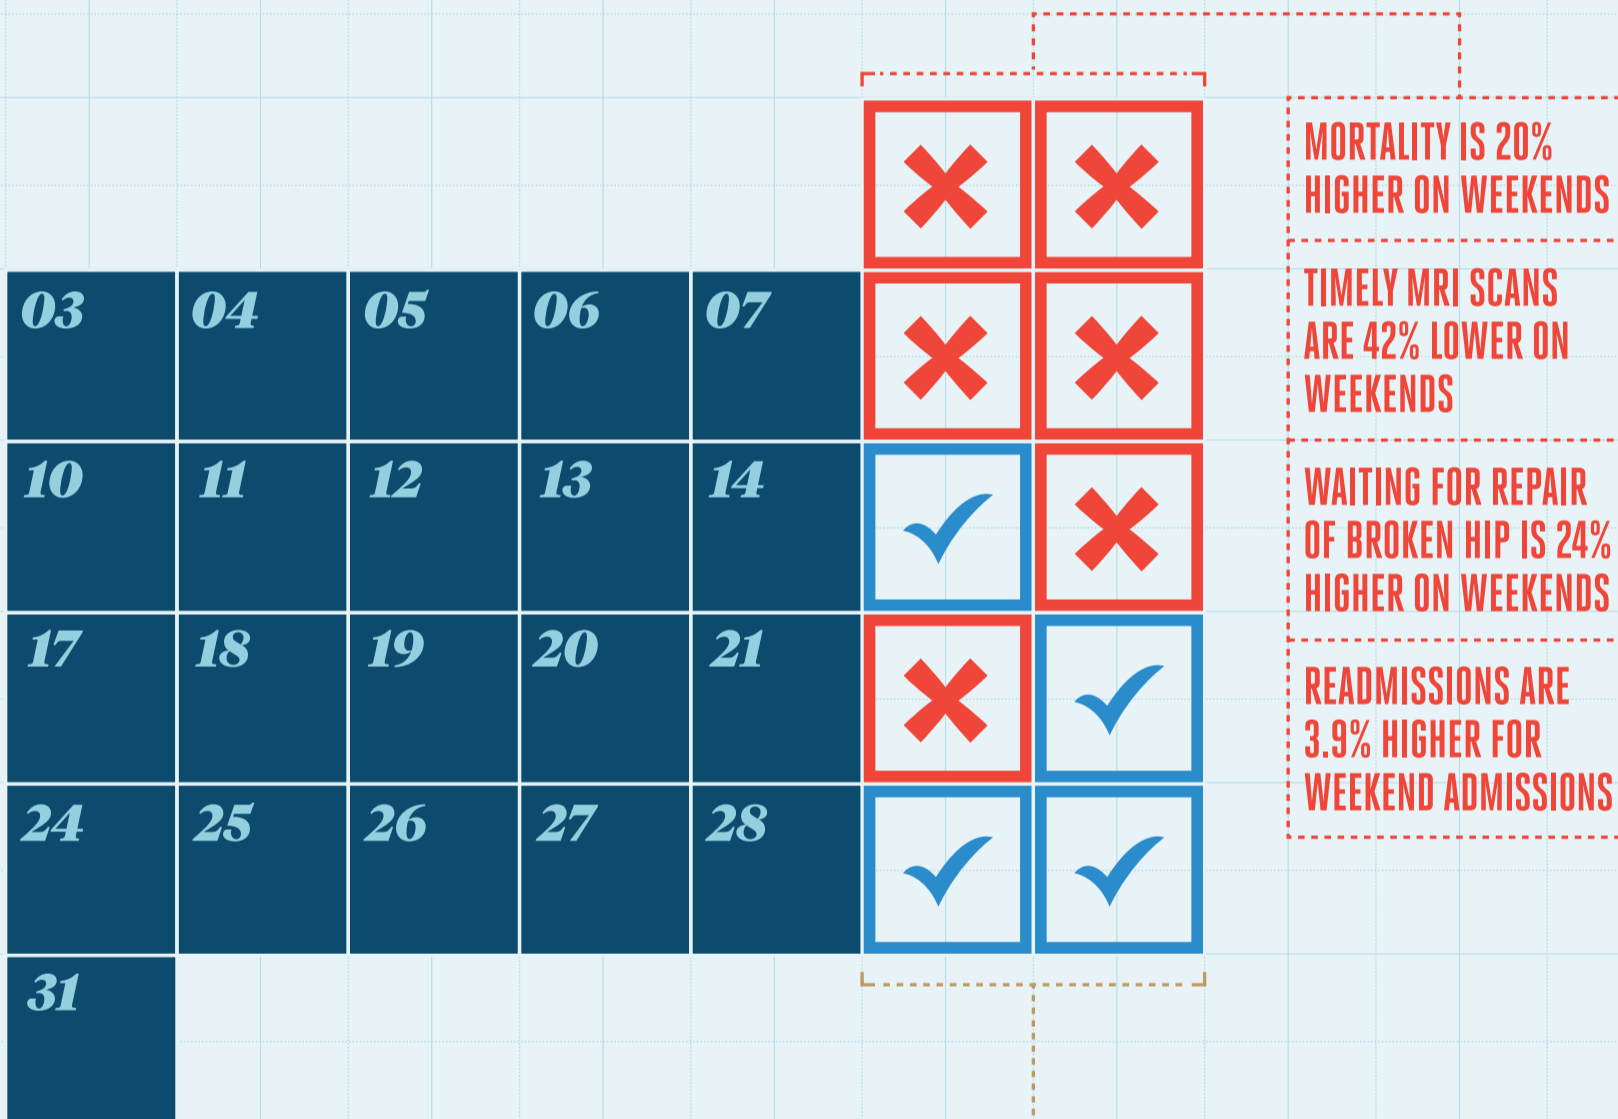 MORTALITY IS 20%
HIGHER ON WEEKENDS
TIMELY MRI SCANS
ARE 42% LOWER ON
WEEKENDS
WAITING FOR REPAIR
OF BROKEN HIP IS 24%
HIGHER ON WEEKENDS
READMISSIONS ARE
3.9% HIGHER FOR
WEEKEND ADMISSIONS
03 04 05 06 07
10 11 12 13 14
17 18 19 20 21
24 25 26 27 28
31